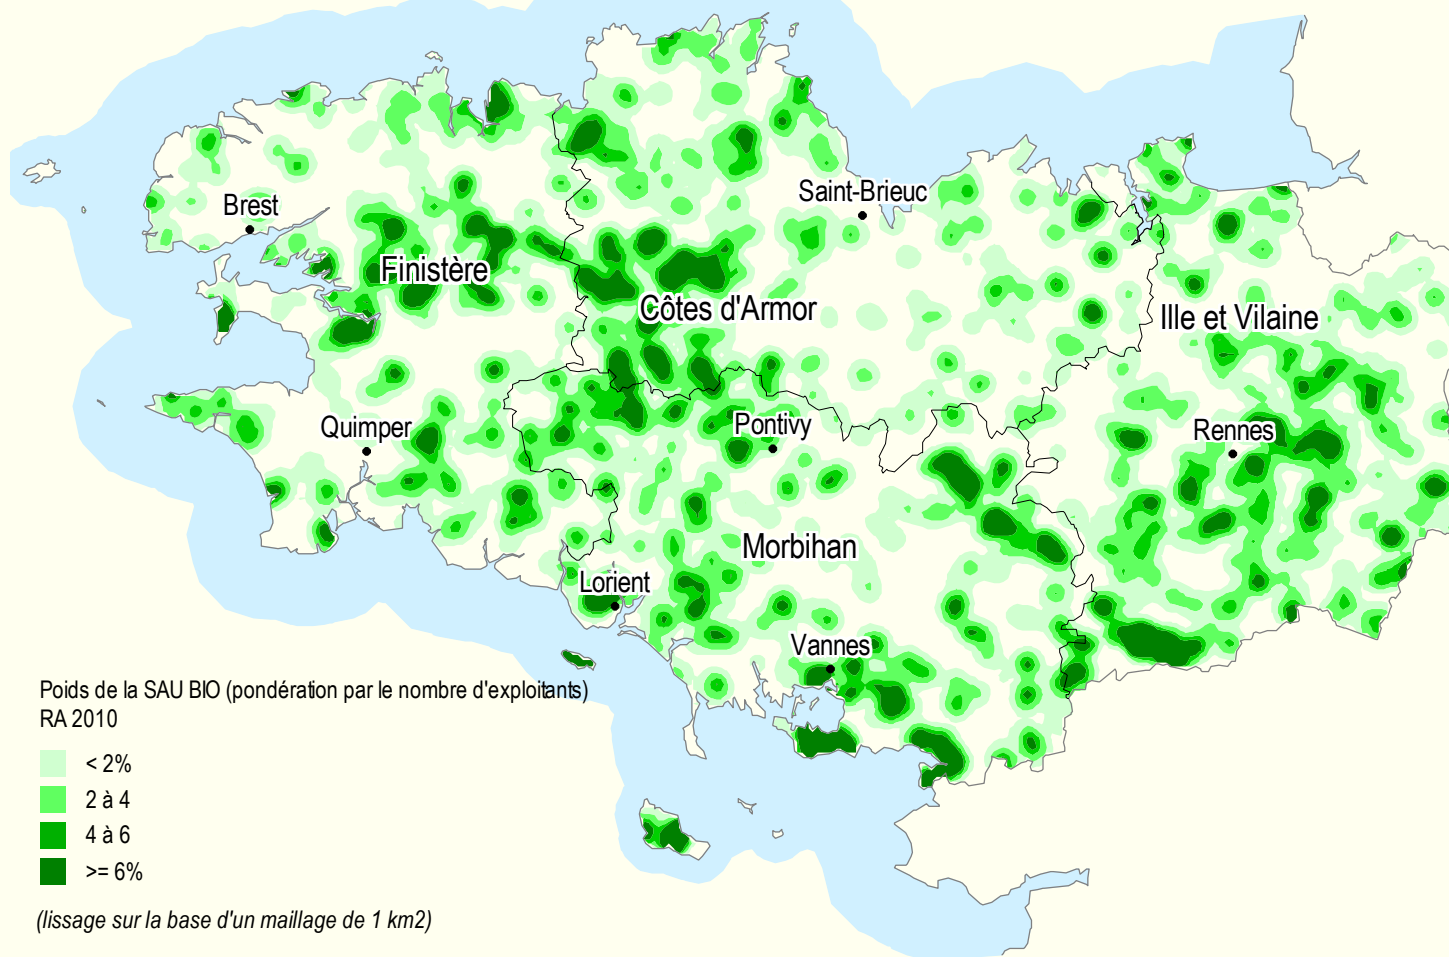 Saint-Brieuc
Brest
Finistère
Côtes d'Armor
Ille et Vilaine
Quimper
Pontivy
Rennes
Morbihan
Lorient
Vannes
Poids de la SAU BIO (pondération par le nombre d'exploitants)
RA 2010
< 2%
2 à 4
4 à 6
>= 6%
(lissage sur la base d'un maillage de 1 km2)